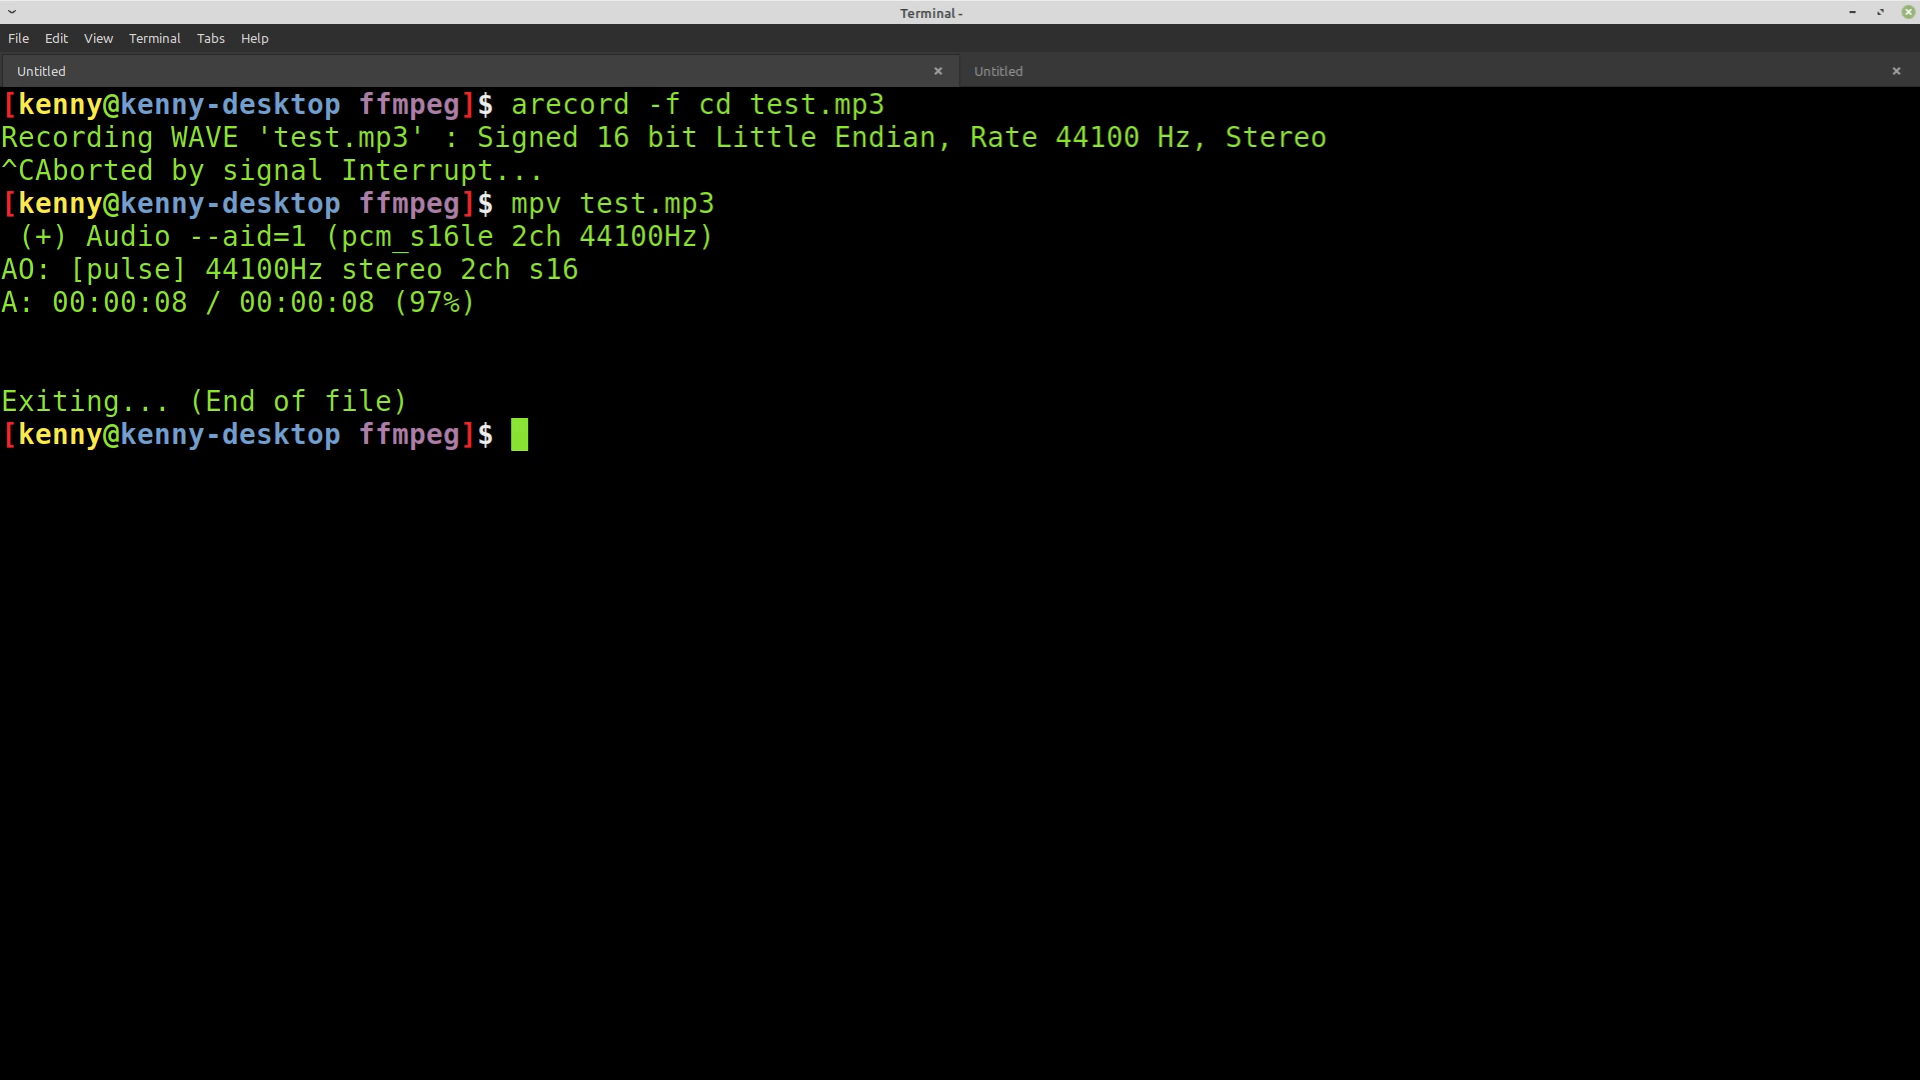 Terminal -
File Edit View Terminal Tabs Help
Untitled Untitled
[kenny@kenny-desktop ffmpeg]$ arecord -f cd test.mp3
Recording WAVE 'test.mp3' : Signed 16 bit Little Endian, Rate 44100 Hz, Stereo
^CAborted by signal Interrupt...
[kenny@kenny-desktop ffmpeg]$ mpv test.mp3
 (+) Audio --aid=1 (pcm_s16le 2ch 44100Hz)
AO: [pulse] 44100Hz stereo 2ch s16
A: 00:00:08 / 00:00:08 (97%)
Exiting... (End of file)
[kenny@kenny-desktop ffmpeg]$